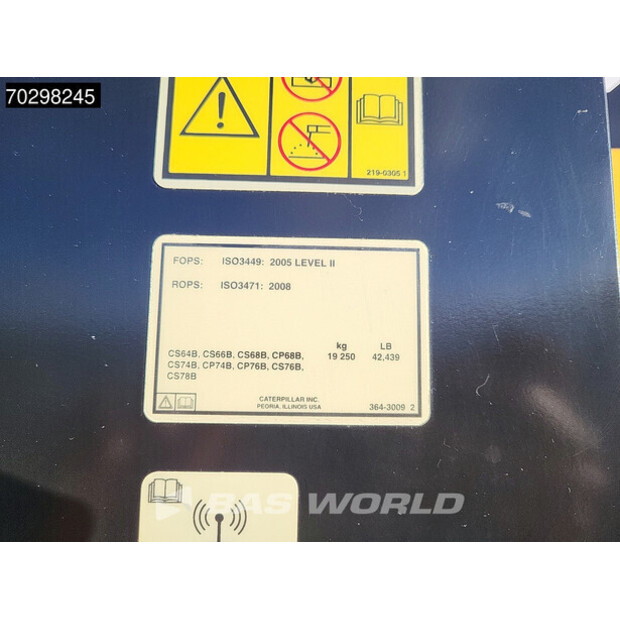 70298245
219-0305 1
FOPS: ISO3449: 2005 LEVEL II
ROPS: ISO3471: 2008
kg LB
CS64B, CS66B, CS68B, CP68B, 19 250 42,439
CS74B, CP74B, CP76B, CS76B,
CS78B
CATERPILLAR INC.
PEORIA, ILLINOIS USA
364-3009 2
BAS WORLD